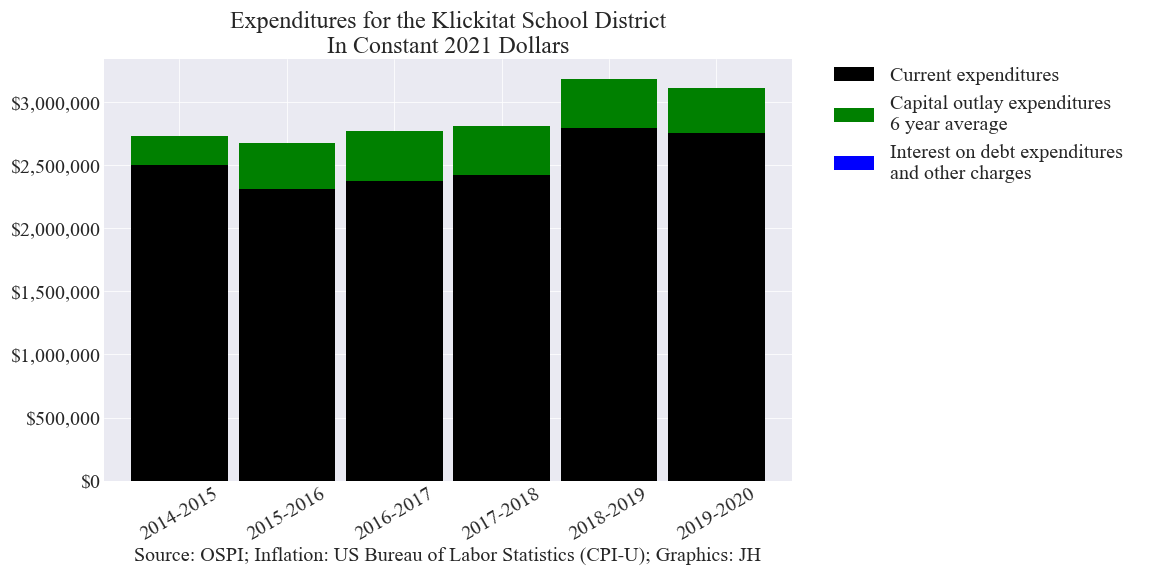 Expenditures for the Klickitat School District
In Constant 2021 Dollars
$3,000,000
$2,500,000
$2,000,000
$1,500,000
$1,000,000
$500,000
$0
2014-2015
2015-2016
2016-2017
2017-2018
2018-2019
2019-2020
Source: OSPI; Inflation: US Bureau of Labor Statistics (CPI-U); Graphics: JH
Current expenditures
Capital outlay expenditures
6 year average
Interest on debt expenditures
and other charges